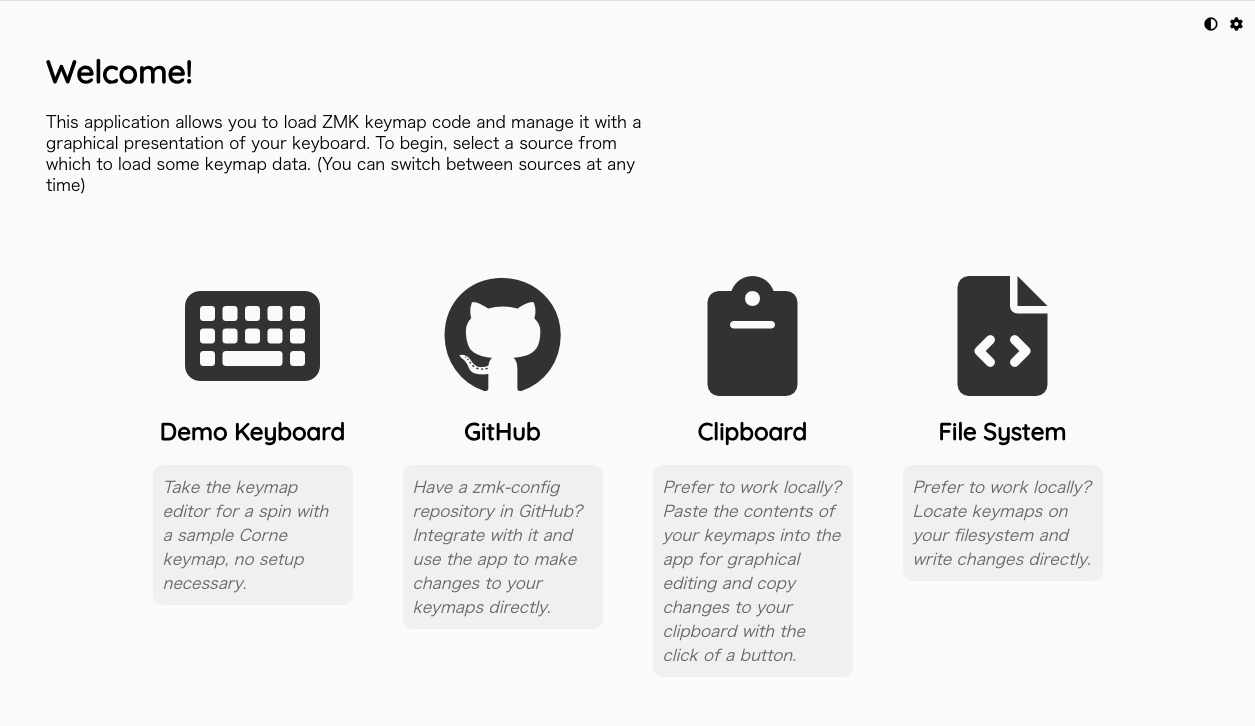 Welcome!
This application allows you to load ZMK keymap code and manage it with a
graphical presentation of your keyboard. To begin, select a source from
which to load some keymap data. (You can switch between sources at any
time)
Demo Keyboard
Take the keymap
editor for a spin with
a sample Corne
keymap, no setup
necessary.
GitHub
Have a zmk-config
repository in GitHub?
Integrate with it and
use the app to make
changes to your
keymaps directly.
Clipboard
Prefer to work locally?
Paste the contents of
your keymaps into the
app for graphical
editing and copy
changes to your
clipboard with the
click of a button.
File System
Prefer to work locally?
Locate keymaps on
your filesystem and
write changes directly.